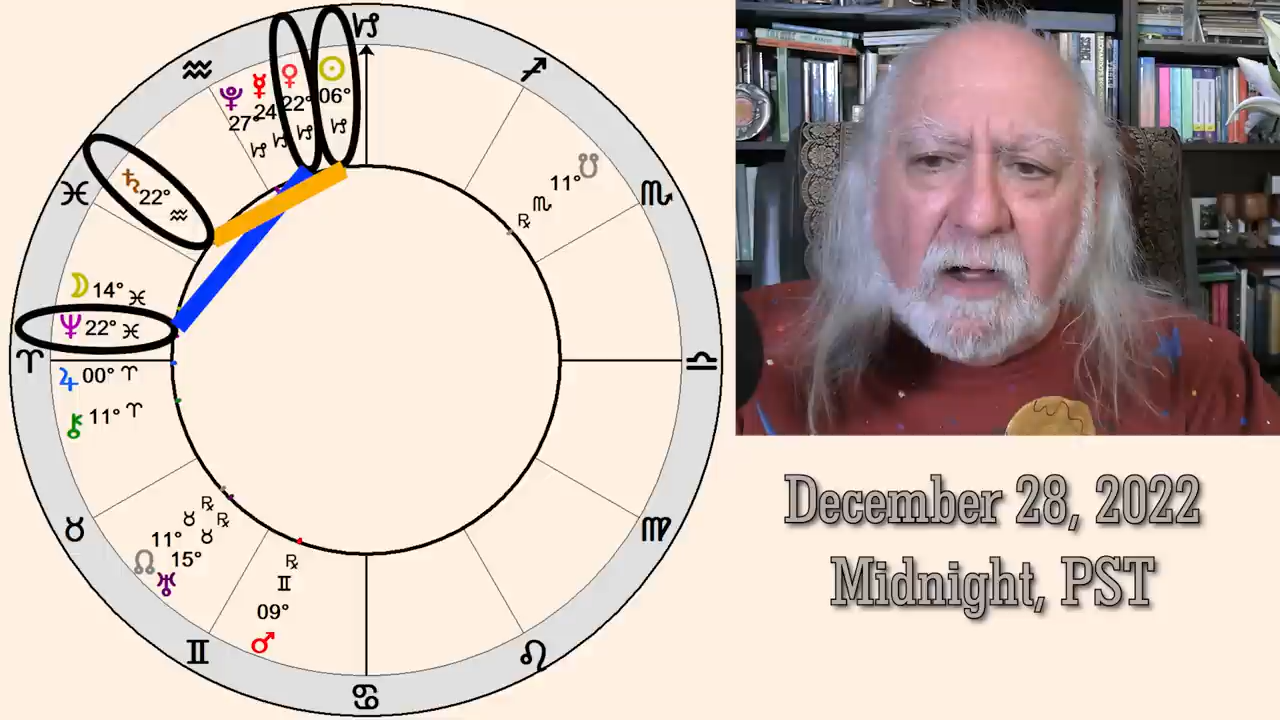 ♑
♒
♐
♇ ☿ ♀ ☉
27° 24 22° 06°
♑ ♑ ♑ ♑
♄ 22° ♒
♓
11° ☋
♏ ℞
♏
☽ 14° ♓
♆ 22° ♓
♈
♎
♃ 00° ♈
⚷ 11° ♈
♉
♍
☊ 11° ♉ ℞
♅ 15° ♉ ℞
℞
♊
09°
♂
♊
♌
♋
December 28, 2022
Midnight, PST